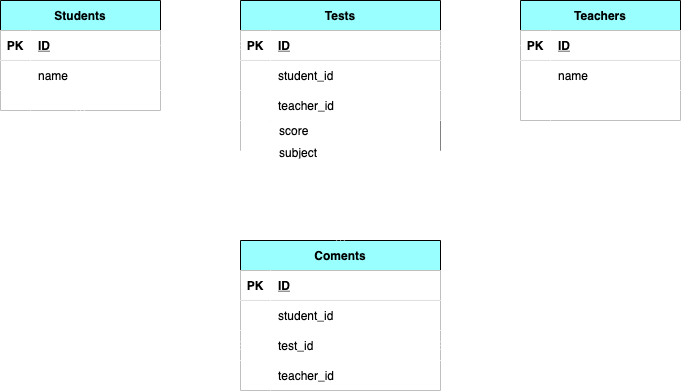 Students
PK ID
name
Tests
PK ID
student_id
teacher_id
score
subject
Teachers
PK ID
name
Coments
PK ID
student_id
test_id
teacher_id